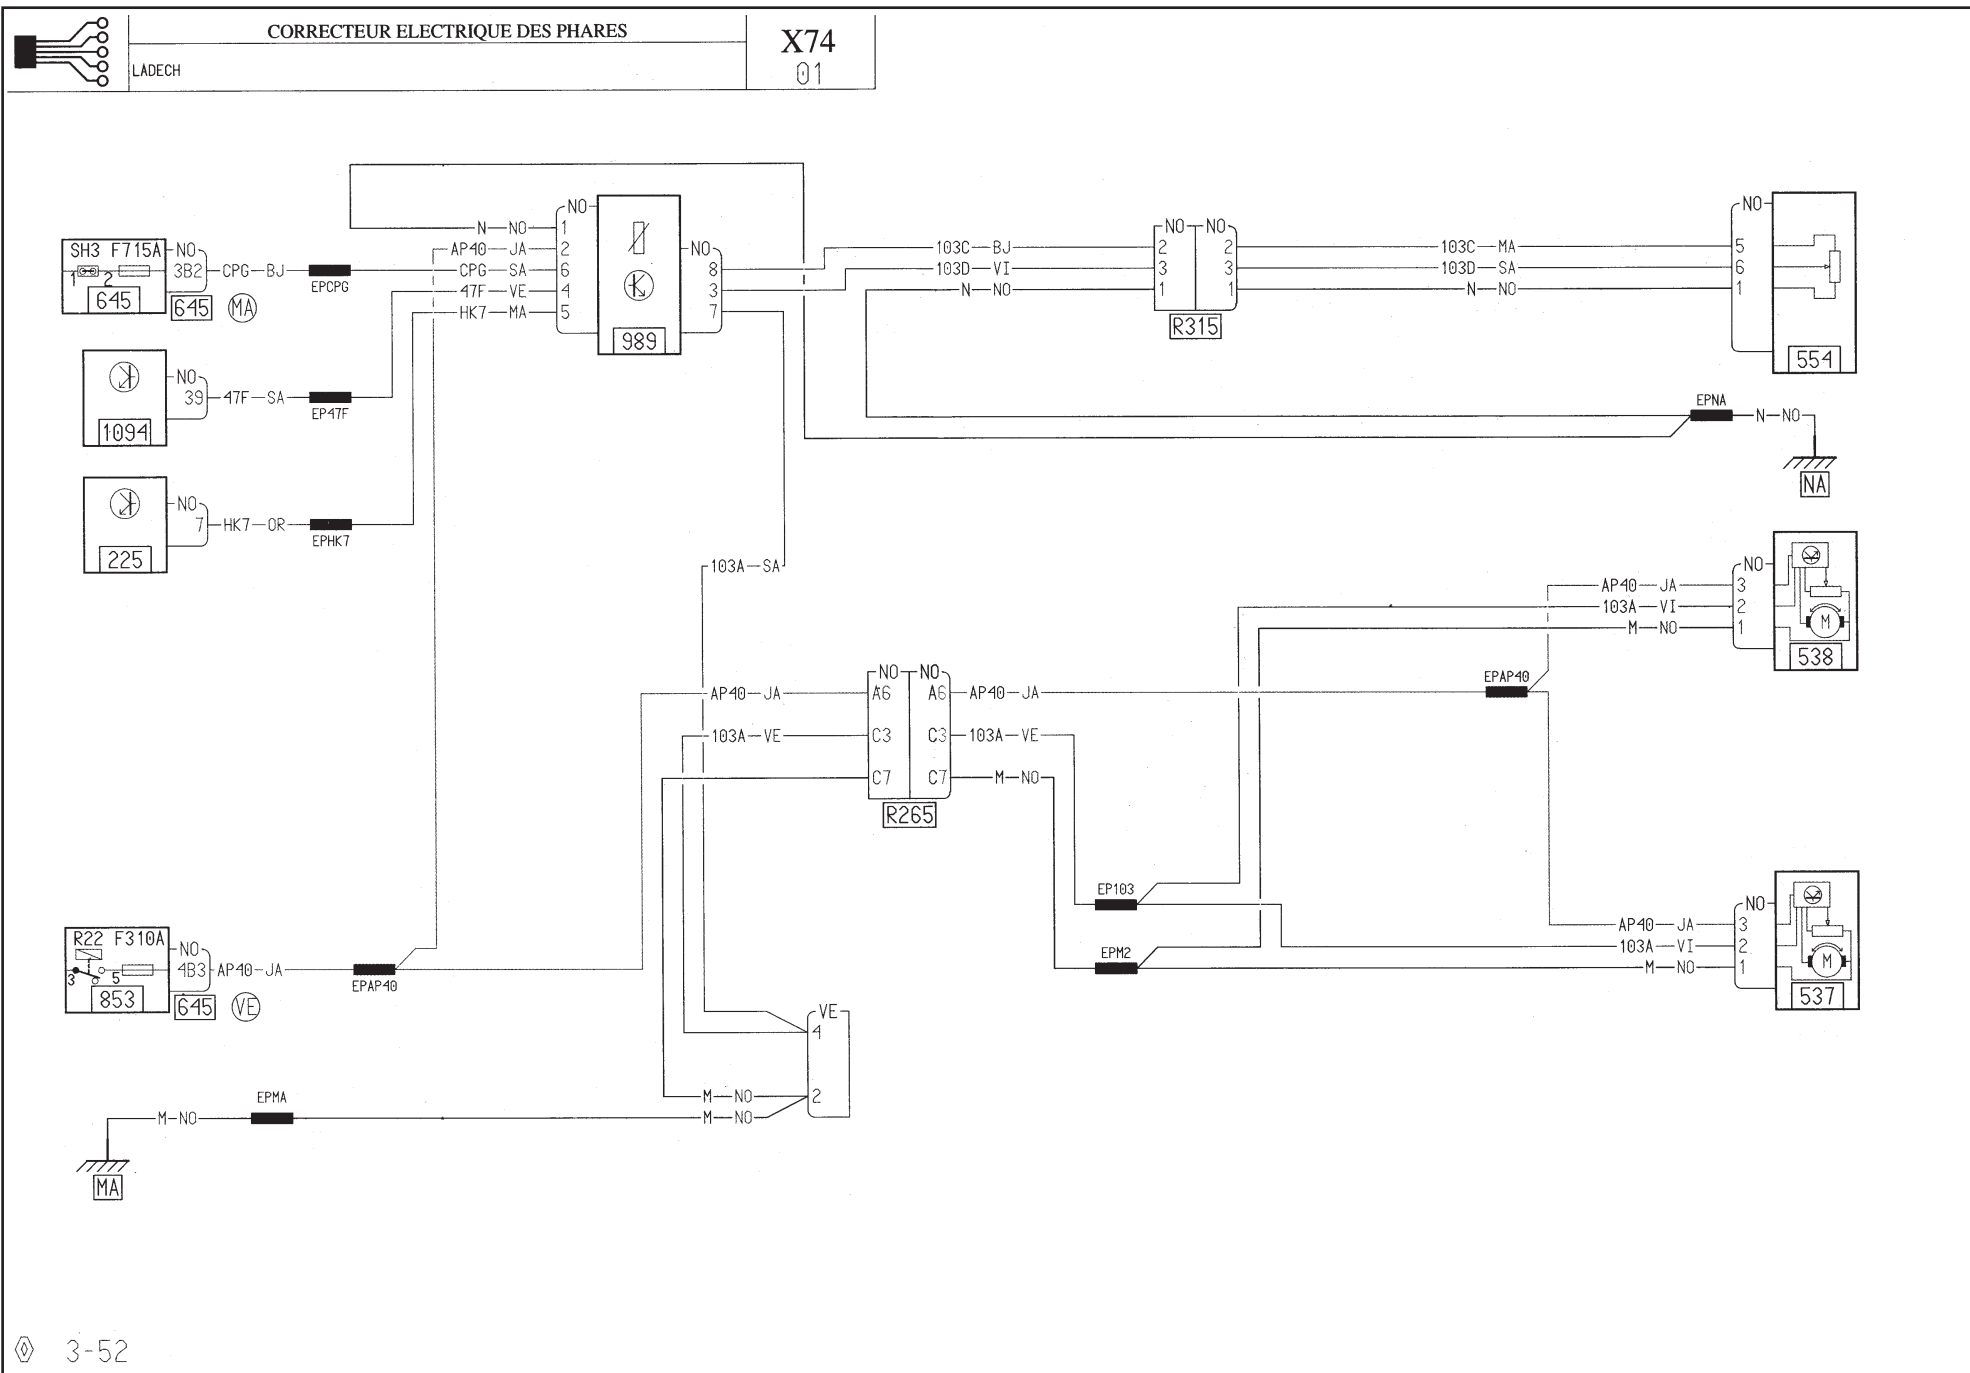 CORRECTEUR ELECTRIQUE DES PHARES
X74
01
LADECH
SH3 F715A
1 2
645
NO
3B2 CPG BJ
645 MA
EPCPG
1094
NO
39 47F SA
EP47F
225
NO
7 HK7 OR
EPHK7
NO
N NO 1
AP40 JA 2
CPG SA 6
47F VE 4
HK7 MA 5
989
NO
8
3
7
103C BJ
103D VI
N NO
NO NO
2 2
3 3
1 1
R315
103C MA
103D SA
N NO
NO
5
6
1
554
EPNA
N NO
NA
103A SA
NO
AP40 JA 3
103A VI 2
M NO 1
M
538
EPAP40
NO NO
AP40 JA A6 A6 AP40 JA
103A VE C3 C3 103A VE
C7 C7 M NO
R265
EP103
EPM2
NO
AP40 JA 3
103A VI 2
M NO 1
M
537
R22 F310A
3 5
853
NO
4B3 AP40 JA
645 VE
EPAP40
VE
4
M NO 2
M NO
EPMA
M NO
MA
3-52